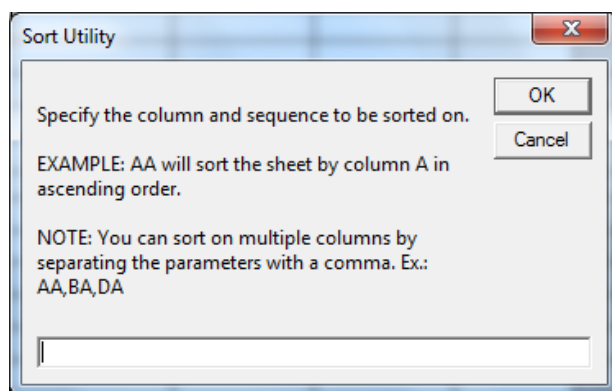 Sort Utility
OK
Specify the column and sequence to be sorted on.
Cancel
EXAMPLE: AA will sort the sheet by column A in
ascending order.
NOTE: You can sort on multiple columns by
separating the parameters with a comma. Ex.:
AA,BA,DA